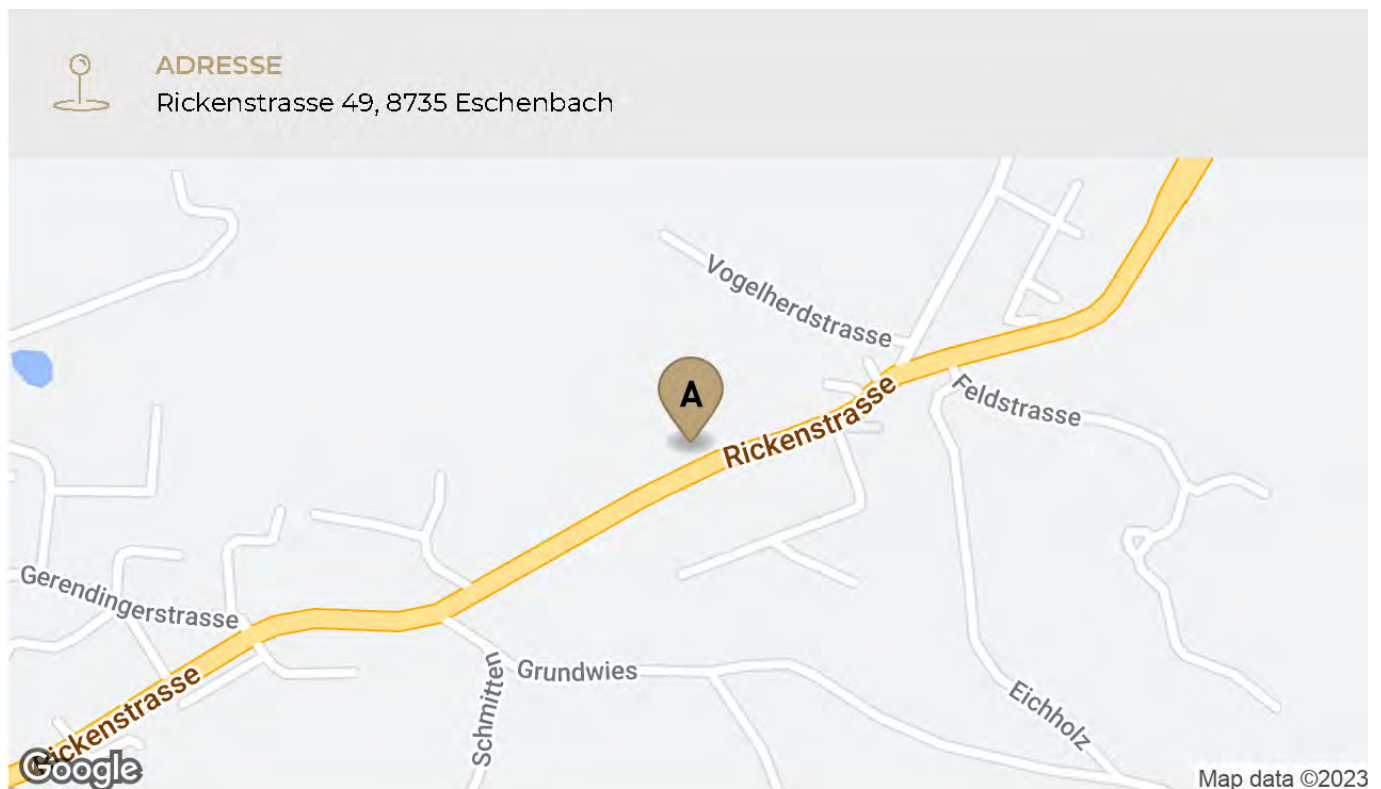 ADRESSE
Rickenstrasse 49, 8735 Eschenbach
Vogelherdstrasse
A
Rickenstrasse
Feldstrasse
Gerendingerstrasse
Grundwies
Schmitten
Eichholz
Rickenstrasse
Google
Map data ©2023